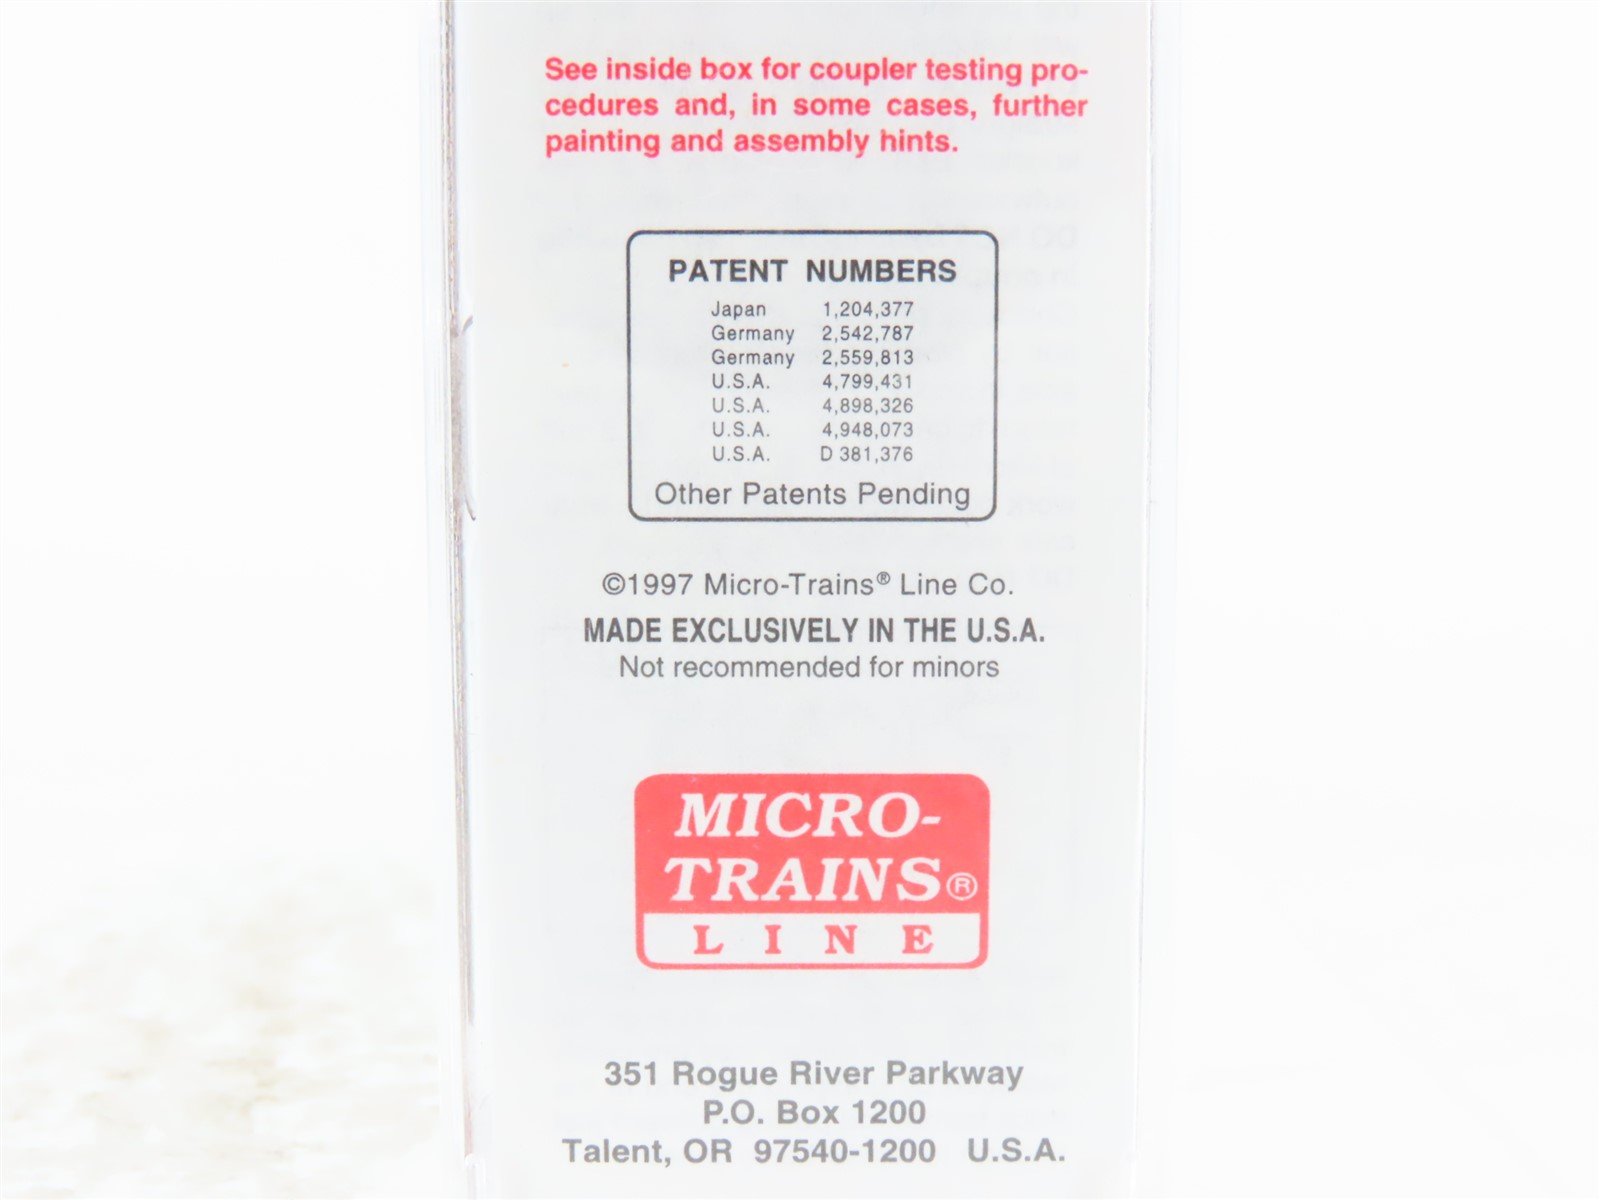 See inside box for coupler testing pro-
cedures and, in some cases, further
painting and assembly hints.
PATENT NUMBERS
Japan 1,204,377
Germany 2,542,787
Germany 2,559,813
U.S.A. 4,799,431
U.S.A. 4,898,326
U.S.A. 4,948,073
U.S.A. D 381,376
Other Patents Pending
©1997 Micro-Trains® Line Co.
MADE EXCLUSIVELY IN THE U.S.A.
Not recommended for minors
MICRO-
TRAINS®
LINE
351 Rogue River Parkway
P.O. Box 1200
Talent, OR 97540-1200 U.S.A.